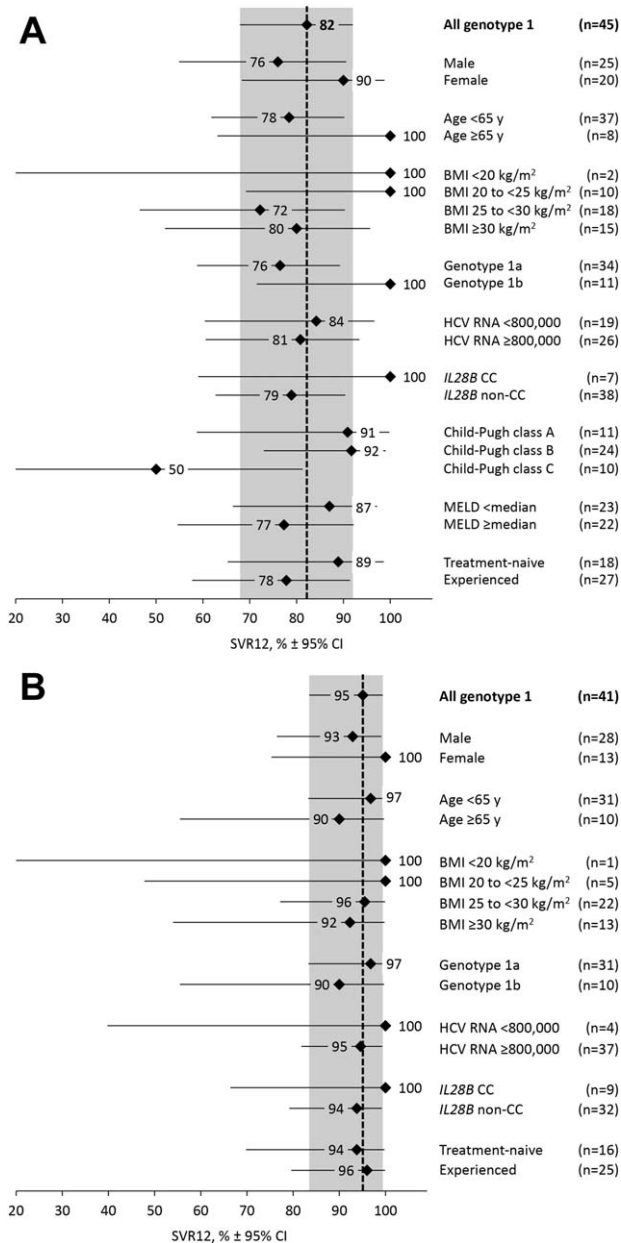 A
82 All genotype 1 (n=45)
76 Male (n=25)
90 Female (n=20)
78 Age <65 y (n=37)
100 Age ≥65 y (n=8)
100 BMI <20 kg/m² (n=2)
100 BMI 20 to <25 kg/m² (n=10)
72 BMI 25 to <30 kg/m² (n=18)
80 BMI ≥30 kg/m² (n=15)
76 Genotype 1a (n=34)
100 Genotype 1b (n=11)
84 HCV RNA <800,000 (n=19)
81 HCV RNA ≥800,000 (n=26)
100 IL28B CC (n=7)
79 IL28B non-CC (n=38)
91 Child-Pugh class A (n=11)
92 Child-Pugh class B (n=24)
50 Child-Pugh class C (n=10)
87 MELD <median (n=23)
77 MELD ≥median (n=22)
89 Treatment-naive (n=18)
78 Experienced (n=27)
20 30 40 50 60 70 80 90 100
SVR12, % ± 95% CI
B
95 All genotype 1 (n=41)
93 Male (n=28)
100 Female (n=13)
97 Age <65 y (n=31)
90 Age ≥65 y (n=10)
100 BMI <20 kg/m² (n=1)
100 BMI 20 to <25 kg/m² (n=5)
96 BMI 25 to <30 kg/m² (n=22)
92 BMI ≥30 kg/m² (n=13)
97 Genotype 1a (n=31)
90 Genotype 1b (n=10)
100 HCV RNA <800,000 (n=4)
95 HCV RNA ≥800,000 (n=37)
100 IL28B CC (n=9)
94 IL28B non-CC (n=32)
94 Treatment-naive (n=16)
96 Experienced (n=25)
20 30 40 50 60 70 80 90 100
SVR12, % ± 95% CI